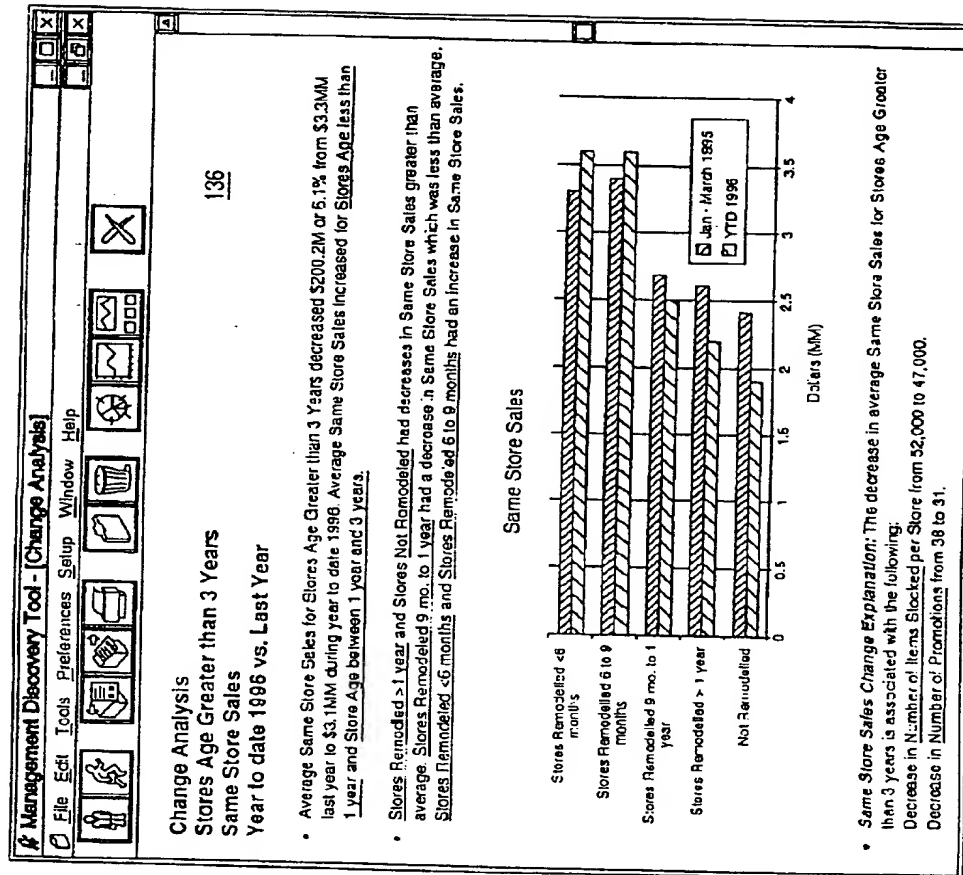 Management Discovery Tool - [Change Analysis]
File Edit Tools Preferences Setup Window Help
Change Analysis
Stores Age Greater than 3 Years
Same Store Sales
Year to date 1996 vs. Last Year
136
• Average Same Store Sales for Stores Age Greater than 3 Years decreased $200.2M or 6.1% from $3.3MM
last year to $3.1MM during year to date 1996. Average Same Store Sales Increased for Stores Age less than
1 year and Store Age between 1 year and 3 years.
• Stores Remodled > 1 year and Stores Not Romodeled had decreases in Same Store Sales greater than
average. Stores Remodeled 9 mo. to 1 year had a decrease in Same Store Sales which was less than average.
Stores Remodeled <6 months and Stores Remodeled 6 to 9 months had an increase in Same Store Sales.
Same Store Sales
Stores Remodelled <6
months
Stores Remodelled 6 to 9
months
Stores Remodelled 9 mo. to 1
year
Stores Remodelled > 1 year
Not Remodelled
0
0.5
1
1.5
2
2.5
3
3.5
4
Dollars (MM)
Jan - March 1995
YTD 1996
• Same Store Sales Change Explanation: The decrease in average Same Store Sales for Stores Age Greater
than 3 years is associated with the following:
Decrease in Number of Items Stocked per Store from 52,000 to 47,000.
Decrease in Number of Promotions from 38 to 31.